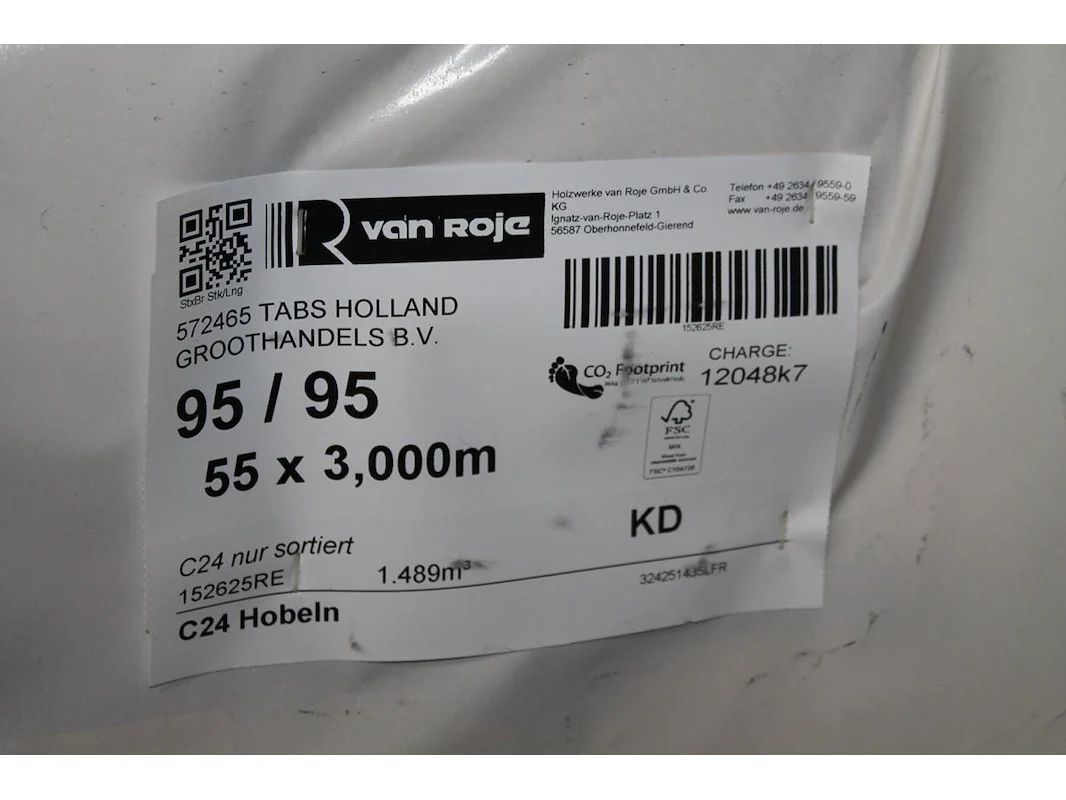 van Roje
Holzwerke van Roje GmbH & Co.
KG
Ignatz-van-Roje-Platz 1
56587 Oberhonnefeld-Gierend
Telefon +49 2634/ 9559-0
Fax +49 2634 9559-59
www.van-roje.de
StxBr Stk/Lng
572465 TABS HOLLAND
GROOTHANDELS B.V.
152625RE
95 / 95
55 x 3,000m
CO₂ Footprint
CHARGE:
12048k7
FSC
MIX
KD
C24 nur sortiert
152625RE
1.489m³
324251435LFR
C24 Hobeln